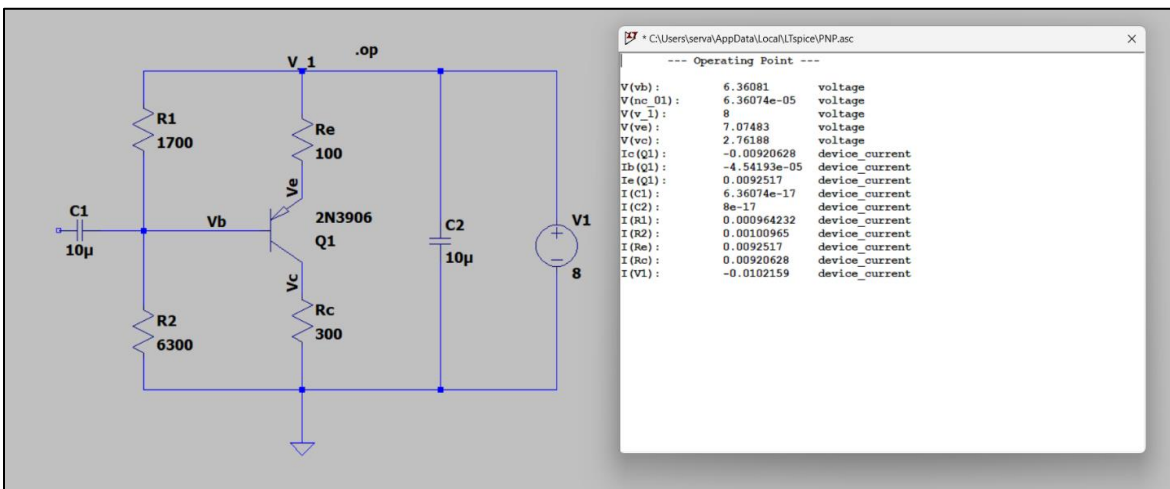 .op
V_1
R1
1700
Re
100
Ve
C1
10µ
Vb
2N3906
Q1
C2
10µ
V1
8
+
−
Vc
R2
6300
Rc
300
* C:\Users\serva\AppData\Local\LTspice\PNP.asc
--- Operating Point ---
V(vb): 6.36081 voltage
V(nc_01): 6.36074e-05 voltage
V(v_1): 8 voltage
V(ve): 7.07483 voltage
V(vc): 2.76188 voltage
Ic(Q1): -0.00920628 device_current
Ib(Q1): -4.54193e-05 device_current
Ie(Q1): 0.0092517 device_current
I(C1): 6.36074e-17 device_current
I(C2): 8e-17 device_current
I(R1): 0.000964232 device_current
I(R2): 0.00100965 device_current
I(Re): 0.0092517 device_current
I(Rc): 0.00920628 device_current
I(V1): -0.0102159 device_current